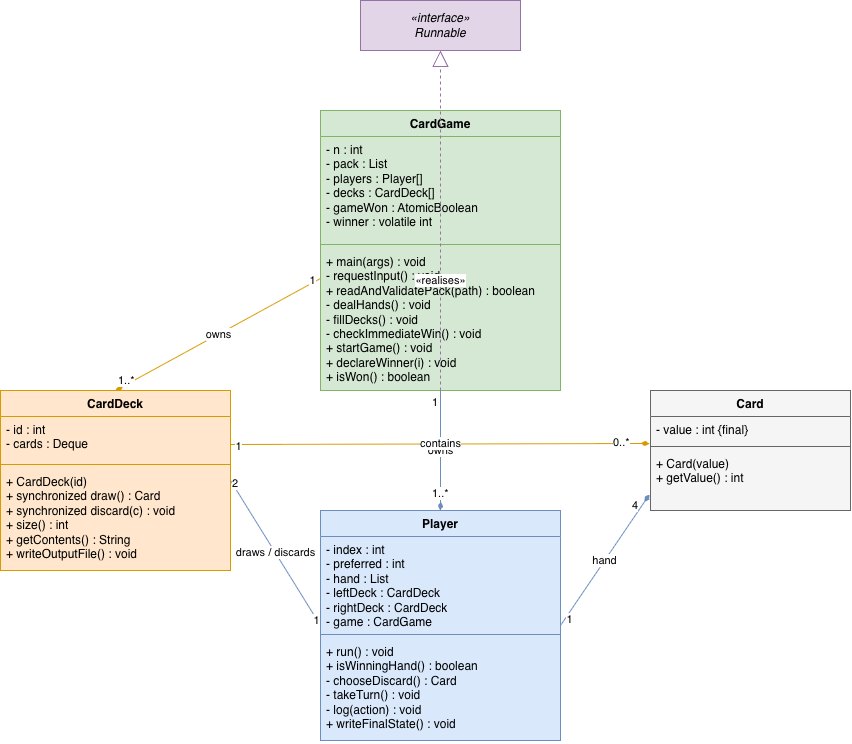 «interface»
Runnable
CardGame
- n : int
- pack : List
- players : Player[]
- decks : CardDeck[]
- gameWon : AtomicBoolean
- winner : volatile int
+ main(args) : void
- requestInput() : void
«realises»
+ readAndValidatePack(path) : boolean
- dealHands() : void
- fillDecks() : void
- checkImmediateWin() : void
+ startGame() : void
+ declareWinner(i) : void
+ isWon() : boolean
1
owns
1..*
CardDeck
- id : int
- cards : Deque
+ CardDeck(id)
+ synchronized draw() : Card
+ synchronized discard(c) : void
+ size() : int
+ getContents() : String
+ writeOutputFile() : void
1
contains
0..*
1
owns
1..*
Card
- value : int {final}
+ Card(value)
+ getValue() : int
2
draws / discards
1
4
hand
1
Player
- index : int
- preferred : int
- hand : List
- leftDeck : CardDeck
- rightDeck : CardDeck
- game : CardGame
+ run() : void
+ isWinningHand() : boolean
- chooseDiscard() : Card
- takeTurn() : void
- log(action) : void
+ writeFinalState() : void